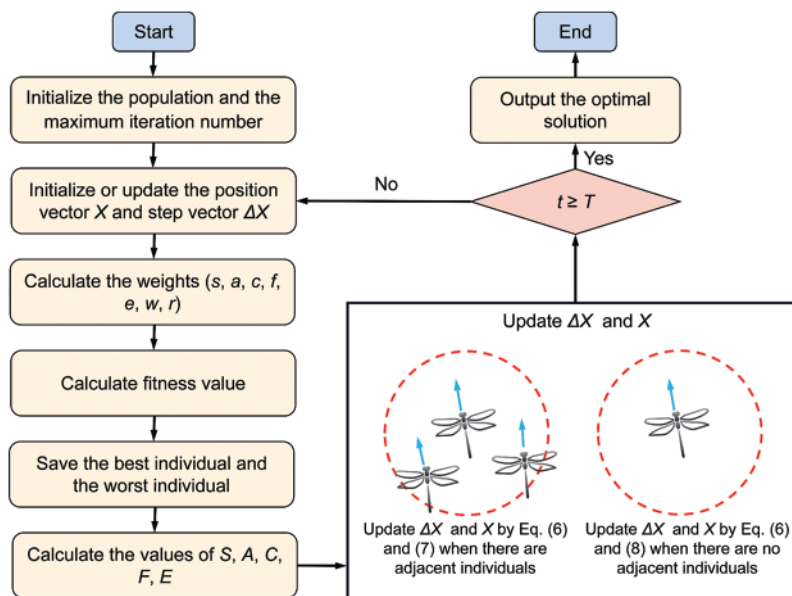 Start
Initialize the population and the
maximum iteration number
Initialize or update the position
vector X and step vector ΔX
Calculate the weights (s, a, c, f,
e, w, r)
Calculate fitness value
Save the best individual and
the worst individual
Calculate the values of S, A, C,
F, E
Update ΔX and X
Update ΔX and X by Eq. (6)
and (7) when there are
adjacent individuals
Update ΔX and X by Eq. (6)
and (8) when there are no
adjacent individuals
t ≥ T
No
Yes
Output the optimal
solution
End